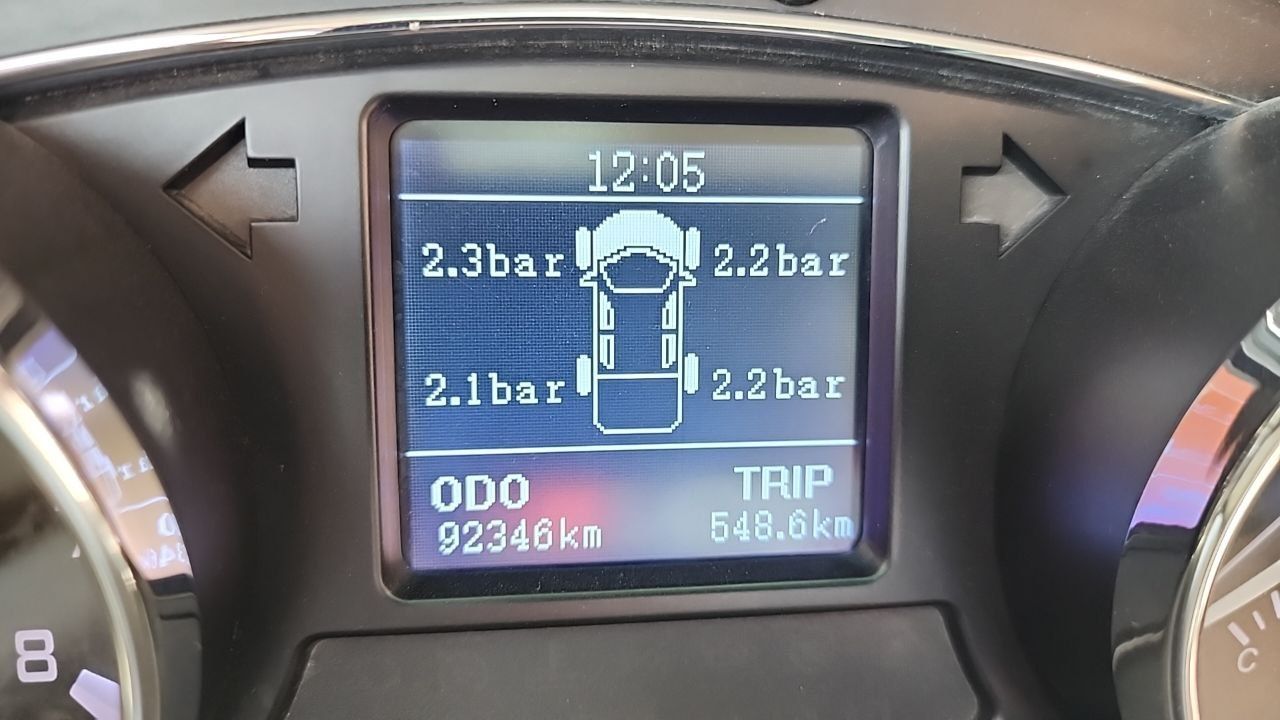 12:05
2.3bar 2.2bar
2.1bar 2.2bar
ODO TRIP
92346km 548.6km
8
C